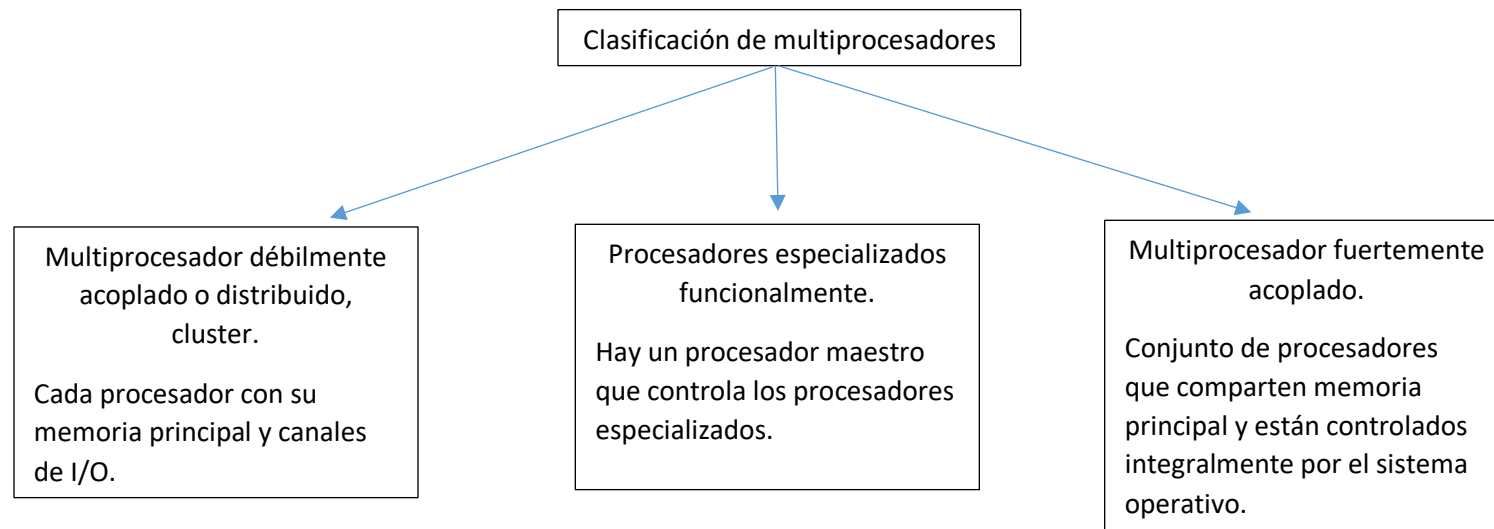 Clasificación de multiprocesadores
Multiprocesador débilmente
acoplado o distribuido,
cluster.
Cada procesador con su
memoria principal y canales
de I/O.
Procesadores especializados
funcionalmente.
Hay un procesador maestro
que controla los procesadores
especializados.
Multiprocesador fuertemente
acoplado.
Conjunto de procesadores
que comparten memoria
principal y están controlados
integralmente por el sistema
operativo.